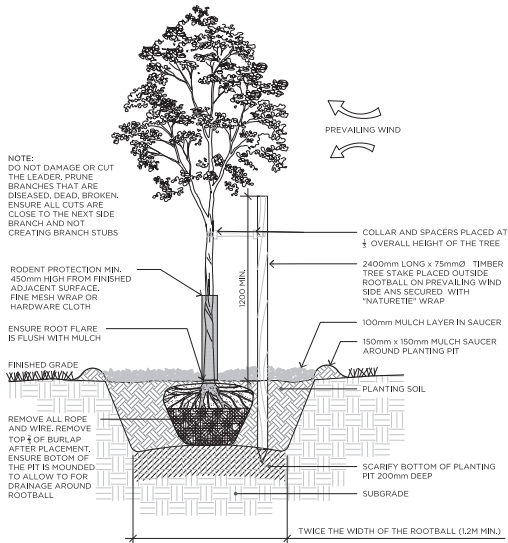 PREVAILING WIND
NOTE:
DO NOT DAMAGE OR CUT
THE LEADER. PRUNE
BRANCHES THAT ARE
DISEASED, DEAD, BROKEN.
ENSURE ALL CUTS ARE
CLOSE TO THE NEXT SIDE
BRANCH AND NOT
CREATING BRANCH STUBS
COLLAR AND SPACERS PLACED AT
OVERALL HEIGHT OF THE TREE
2400mm LONG x 75mmØ TIMBER
TREE STAKE PLACED OUTSIDE
ROOTBALL ON PREVAILING WIND
SIDE ANS SECURED WITH
"NATURETIE" WRAP
1200 MIN.
RODENT PROTECTION MIN.
450mm HIGH FROM FINISHED
ADJACENT SURFACE.
FINE MESH WRAP OR
HARDWARE CLOTH
ENSURE ROOT FLARE
IS FLUSH WITH MULCH
100mm MULCH LAYER IN SAUCER
150mm x 150mm MULCH SAUCER
AROUND PLANTING PIT
FINISHED GRADE
PLANTING SOIL
REMOVE ALL ROPE
AND WIRE. REMOVE
TOP OF BURLAP
AFTER PLACEMENT.
ENSURE BOTOM OF
THE PIT IS MOUNDED
TO ALLOW TO FOR
DRAINAGE AROUND
ROOTBALL
SCARIFY BOTTOM OF PLANTING
PIT 200mm DEEP
SUBGRADE
TWICE THE WIDTH OF THE ROOTBALL (1.2M MIN.)